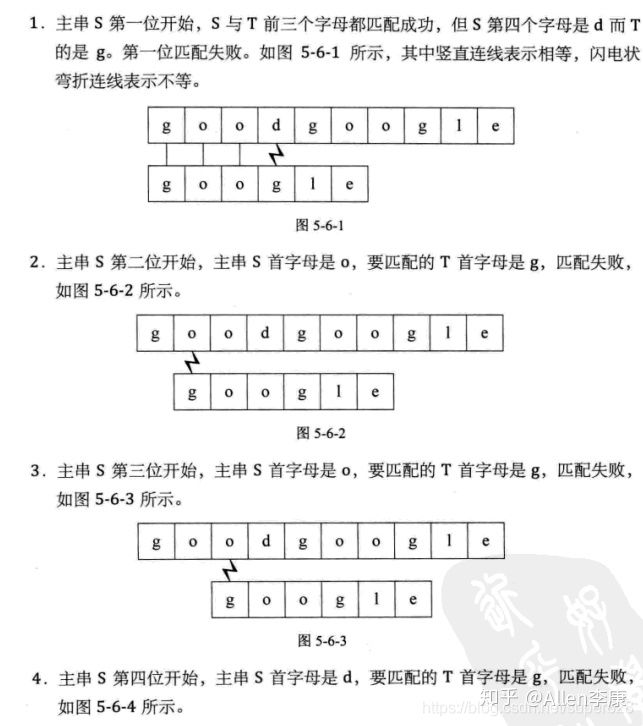 1. 主串 S 第一位开始，S 与 T 前三个字母都匹配成功，但 S 第四个字母是 d 而 T
的是 g。第一位匹配失败。如图 5-6-1 所示，其中竖直连线表示相等，闪电状
弯折连线表示不等。
g o o d g o o g l e
g o o g l e
图 5-6-1
2. 主串 S 第二位开始，主串 S 首字母是 o，要匹配的 T 首字母是 g，匹配失败，
如图 5-6-2 所示。
g o o d g o o g l e
g o o g l e
图 5-6-2
3. 主串 S 第三位开始，主串 S 首字母是 o，要匹配的 T 首字母是 g，匹配失败，
如图 5-6-3 所示。
g o o d g o o g l e
g o o g l e
图 5-6-3
4. 主串 S 第四位开始，主串 S 首字母是 d，要匹配的 T 首字母是 g，匹配失败，
如图 5-6-4 所示。
知乎 @Allen李康